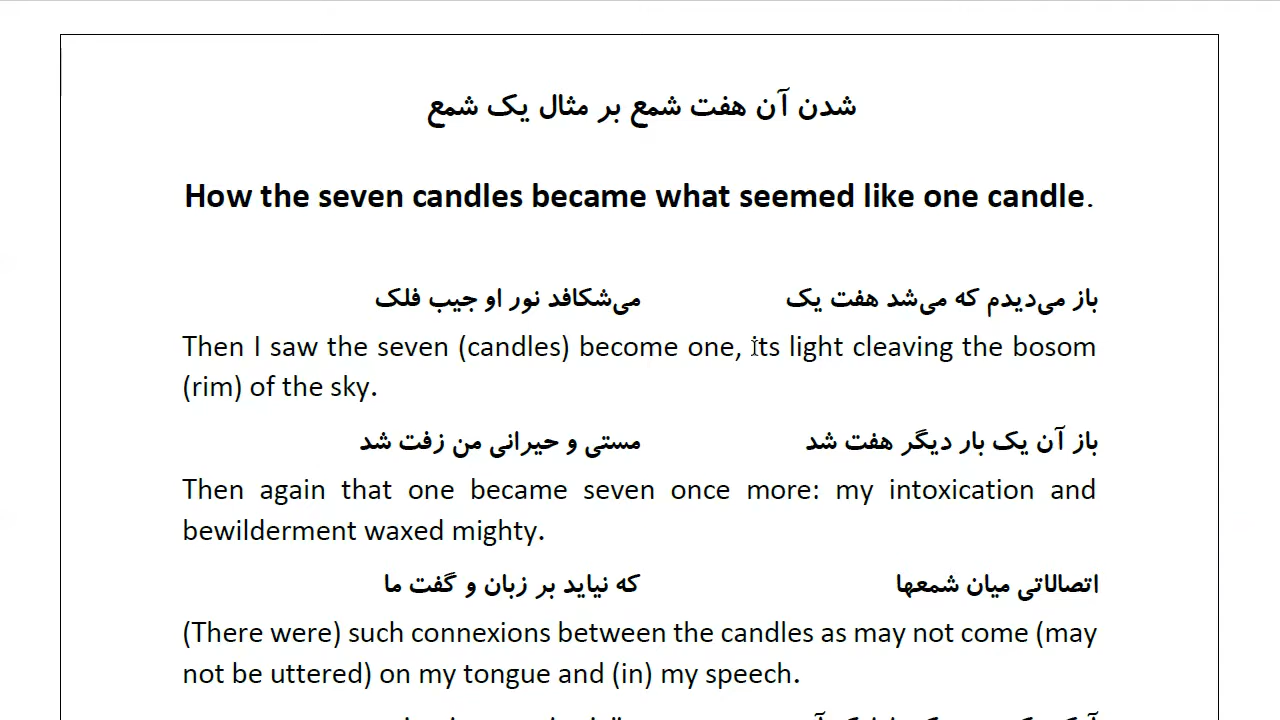 شدن آن هفت شمع بر مثال یک شمع
How the seven candles became what seemed like one candle.
باز می‌دیدم که می‌شد هفت یک می‌شکافد نور او جیب فلک
Then I saw the seven (candles) become one, its light cleaving the bosom
(rim) of the sky.
باز آن یک بار دیگر هفت شد مستی و حیرانی من زفت شد
Then again that one became seven once more: my intoxication and
bewilderment waxed mighty.
اتصالاتی میان شمعها که نیاید بر زبان و گفت ما
(There were) such connexions between the candles as may not come (may
not be uttered) on my tongue and (in) my speech.